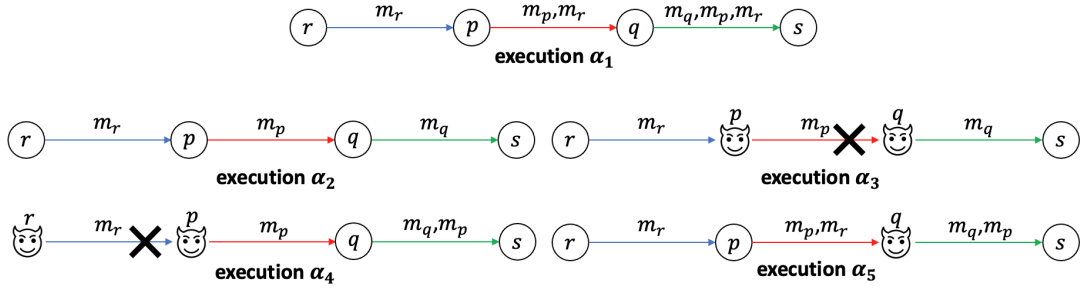 r m_r p m_p,m_r q m_q,m_p,m_r s
execution α_1
r m_r p m_p q m_q s
execution α_2
r m_r p m_p q m_q s
execution α_3
r m_r p m_p q m_q,m_p s
execution α_4
r m_r p m_p,m_r q m_q,m_p s
execution α_5